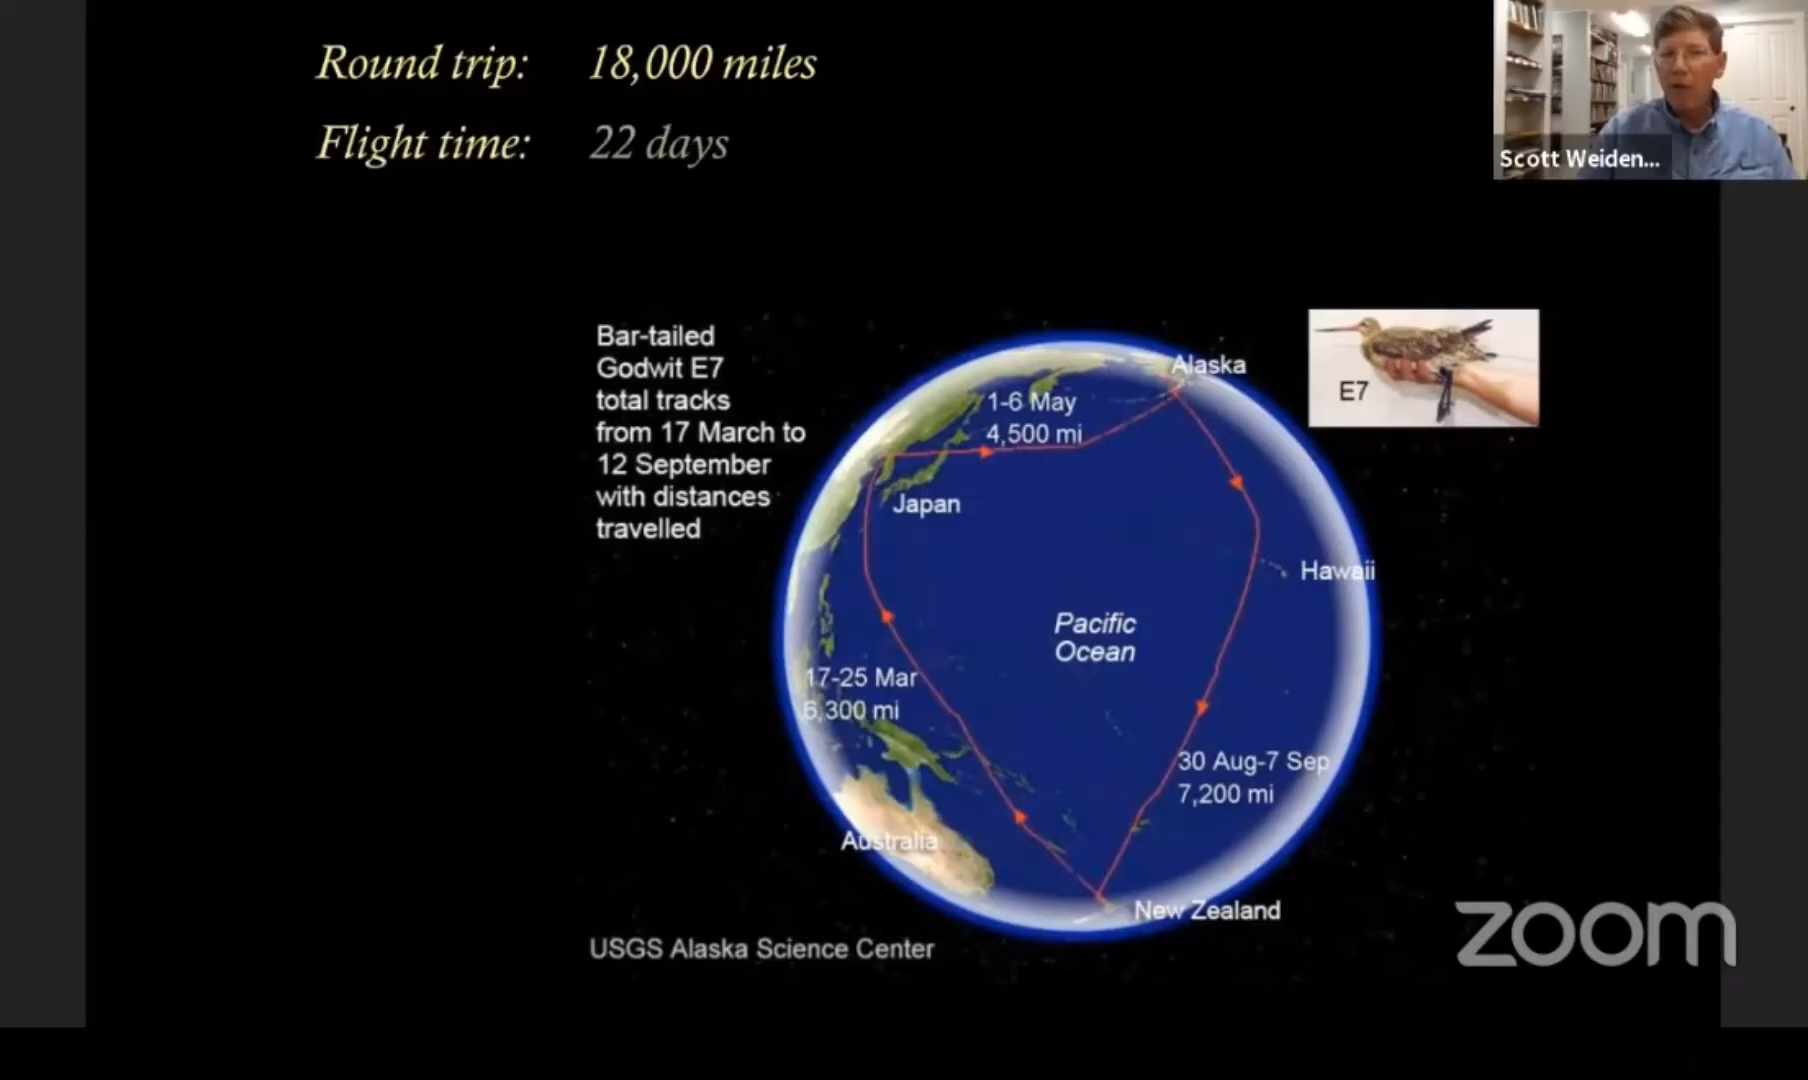 Round trip: 18,000 miles
Flight time: 22 days
Scott Weiden...
Bar-tailed
Godwit E7
total tracks
from 17 March to
12 September
with distances
travelled
Alaska
E7
1-6 May
4,500 mi
Japan
Hawaii
Pacific
Ocean
17-25 Mar
6,300 mi
30 Aug-7 Sep
7,200 mi
Australia
New Zealand
USGS Alaska Science Center
zoom